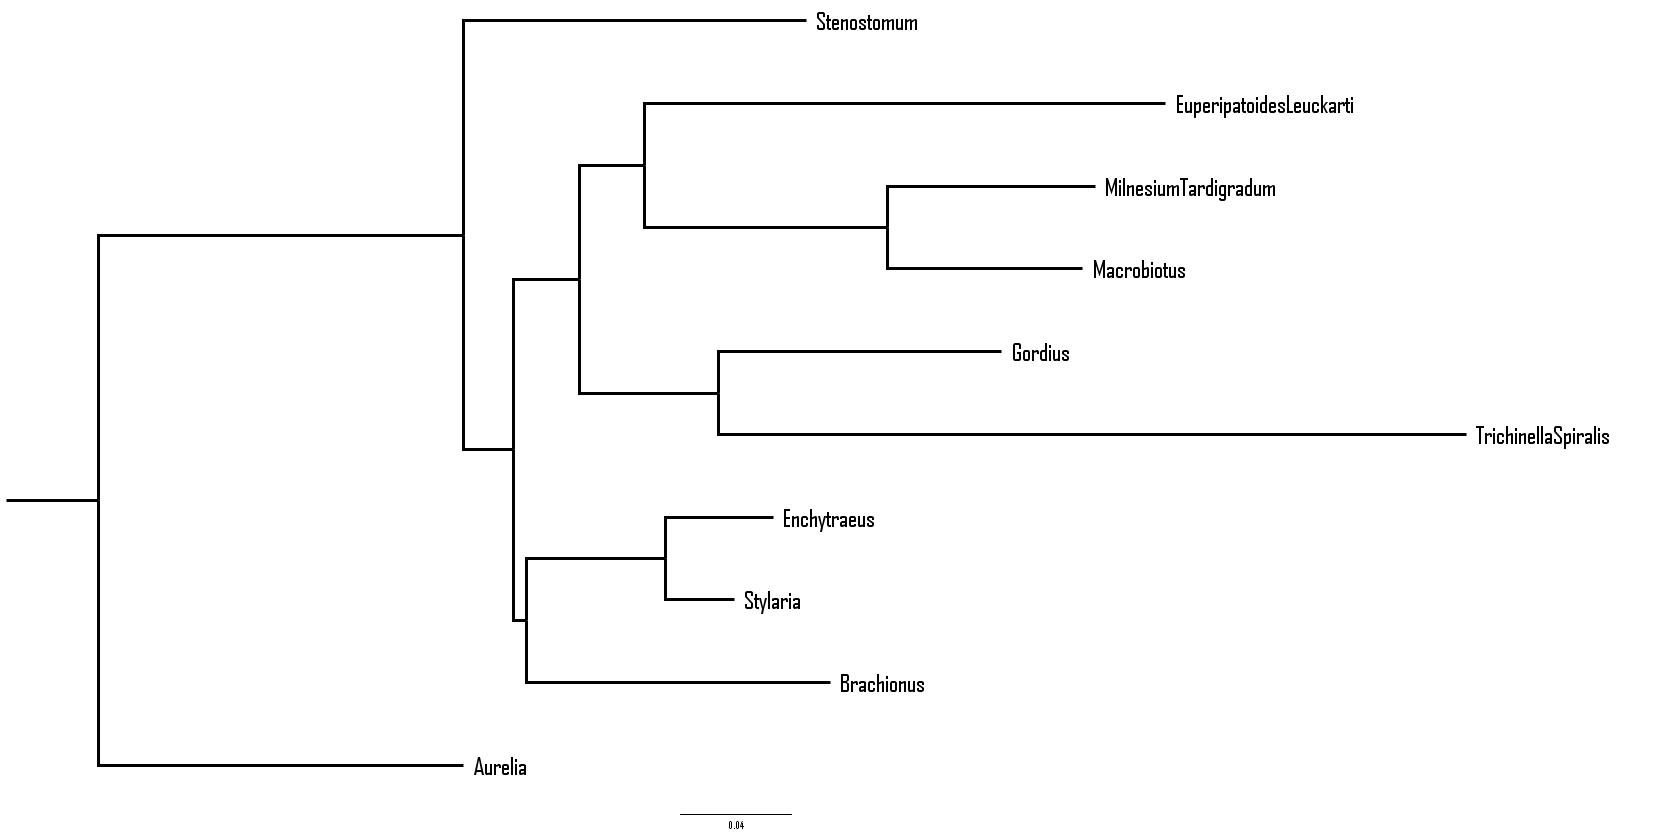 Stenostomum
EuperipatoidesLeuckarti
MilnesiumTardigradum
Macrobiotus
Gordius
TrichinellaSpiralis
Enchytraeus
Stylaria
Brachionus
Aurelia
0.04